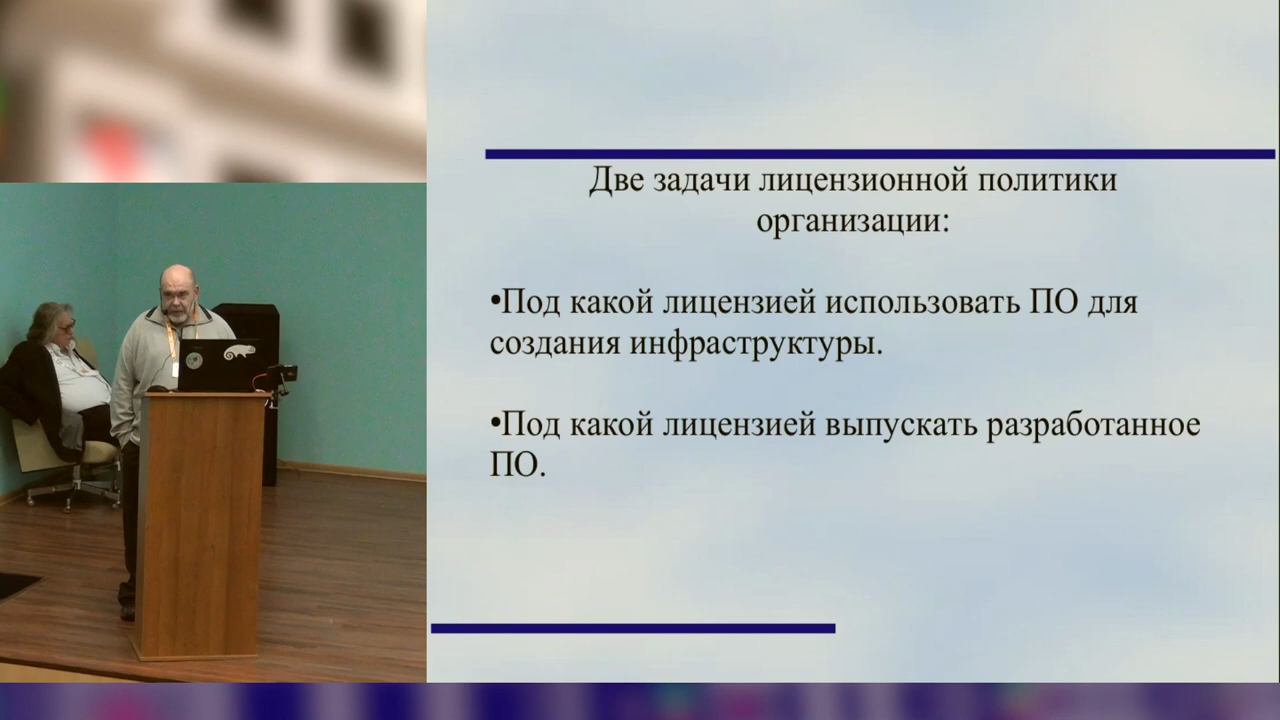 Две задачи лицензионной политики
организации:
•Под какой лицензией использовать ПО для
создания инфраструктуры.
•Под какой лицензией выпускать разработанное
ПО.